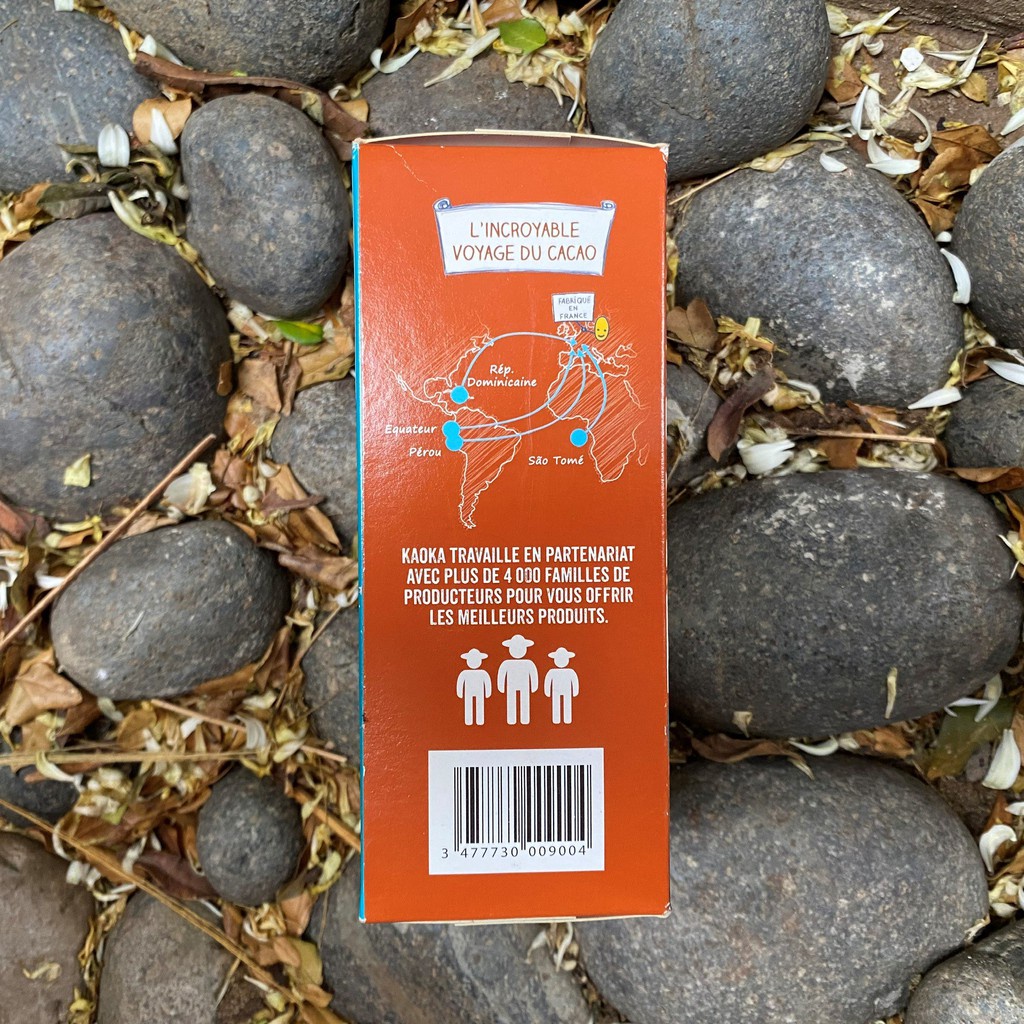 L'INCROYABLE
VOYAGE DU CACAO
FABRIQUÉ
EN
FRANCE
Rép.
Dominicaine
Equateur
Pérou
São Tomé
KAOKA TRAVAILLE EN PARTENARIAT
AVEC PLUS DE 4 000 FAMILLES DE
PRODUCTEURS POUR VOUS OFFRIR
LES MEILLEURS PRODUITS.
3 477730 009004